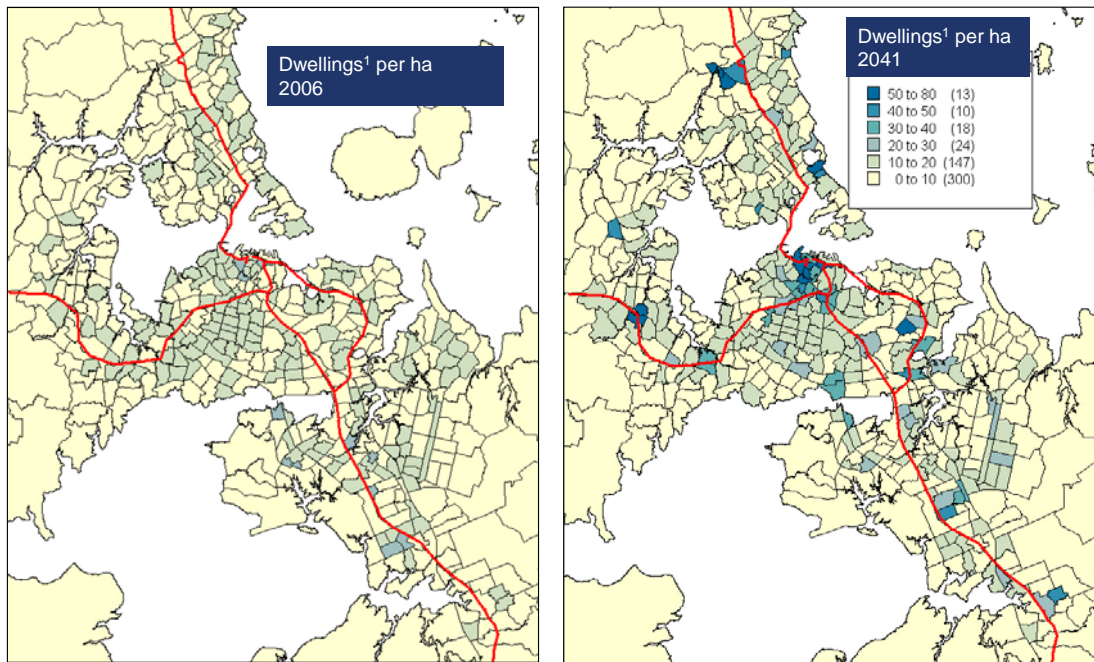 Dwellings¹ per ha
2006
Dwellings¹ per ha
2041
50 to 80 (13)
40 to 50 (10)
30 to 40 (18)
20 to 30 (24)
10 to 20 (147)
0 to 10 (300)